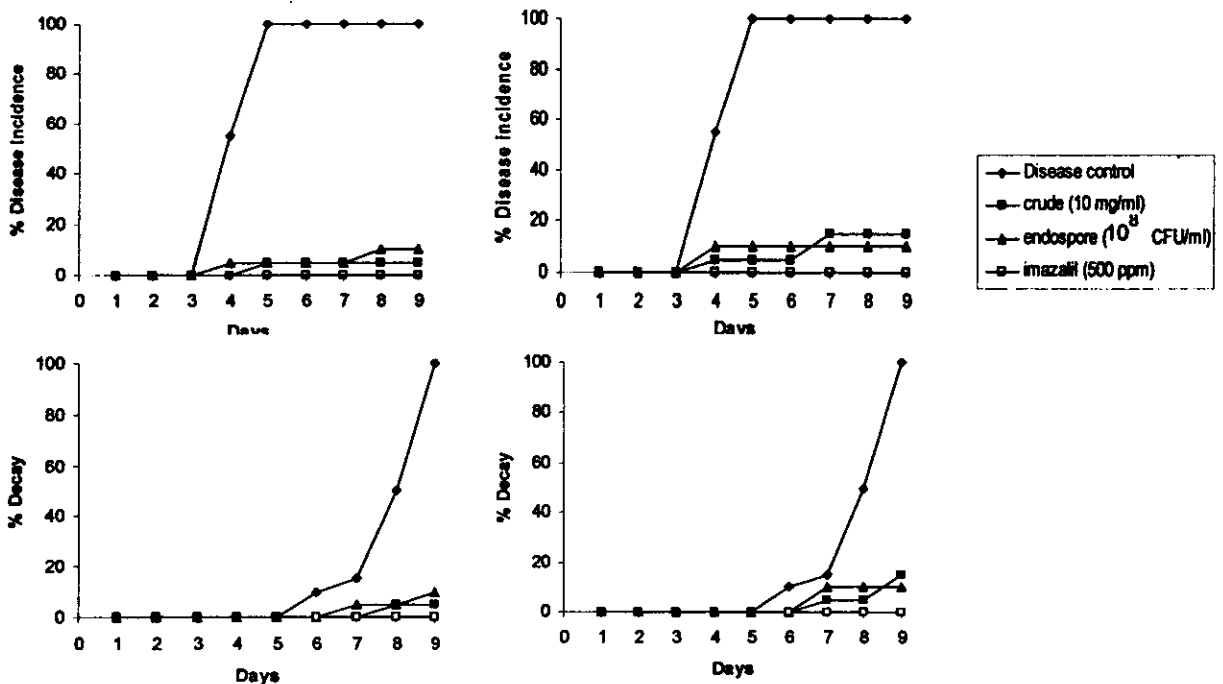 % Disease Incidence
100
80
60
40
20
0
0 1 2 3 4 5 6 7 8 9
Days
% Disease incidence
100
80
60
40
20
0
0 1 2 3 4 5 6 7 8 9
Days
Disease control
crude (10 mg/ml)
endospore (10^8 CFU/ml)
imazalil (500 ppm)
% Decay
100
80
60
40
20
0
0 1 2 3 4 5 6 7 8 9
Days
% Decay
100
80
60
40
20
0
0 1 2 3 4 5 6 7 8 9
Days